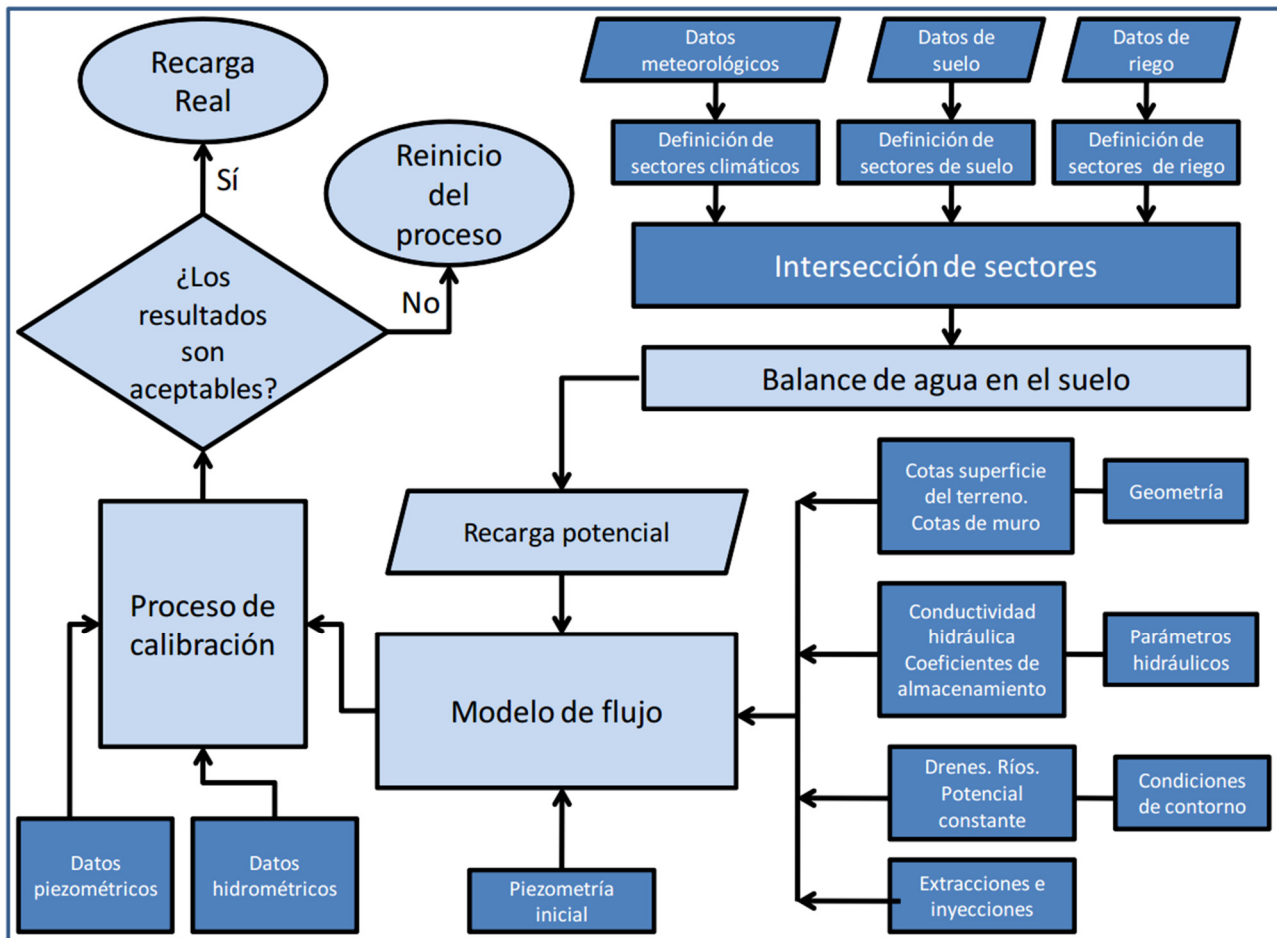 Recarga
Real
Sí
Reinicio
del
proceso
¿Los
resultados
son
aceptables?
No
Datos
meteorológicos
Datos de
suelo
Datos de
riego
Definición de
sectores climáticos
Definición de
sectores de suelo
Definición de
sectores de riego
Intersección de sectores
Balance de agua en el suelo
Recarga potencial
Cotas superficie
del terreno.
Cotas de muro
Geometría
Proceso de
calibración
Modelo de flujo
Conductividad
hidráulica
Coeficientes de
almacenamiento
Parámetros
hidráulicos
Drenes. Ríos.
Potencial
constante
Condiciones
de contorno
Datos
piezométricos
Datos
hidrométricos
Piezometría
inicial
Extracciones e
inyecciones